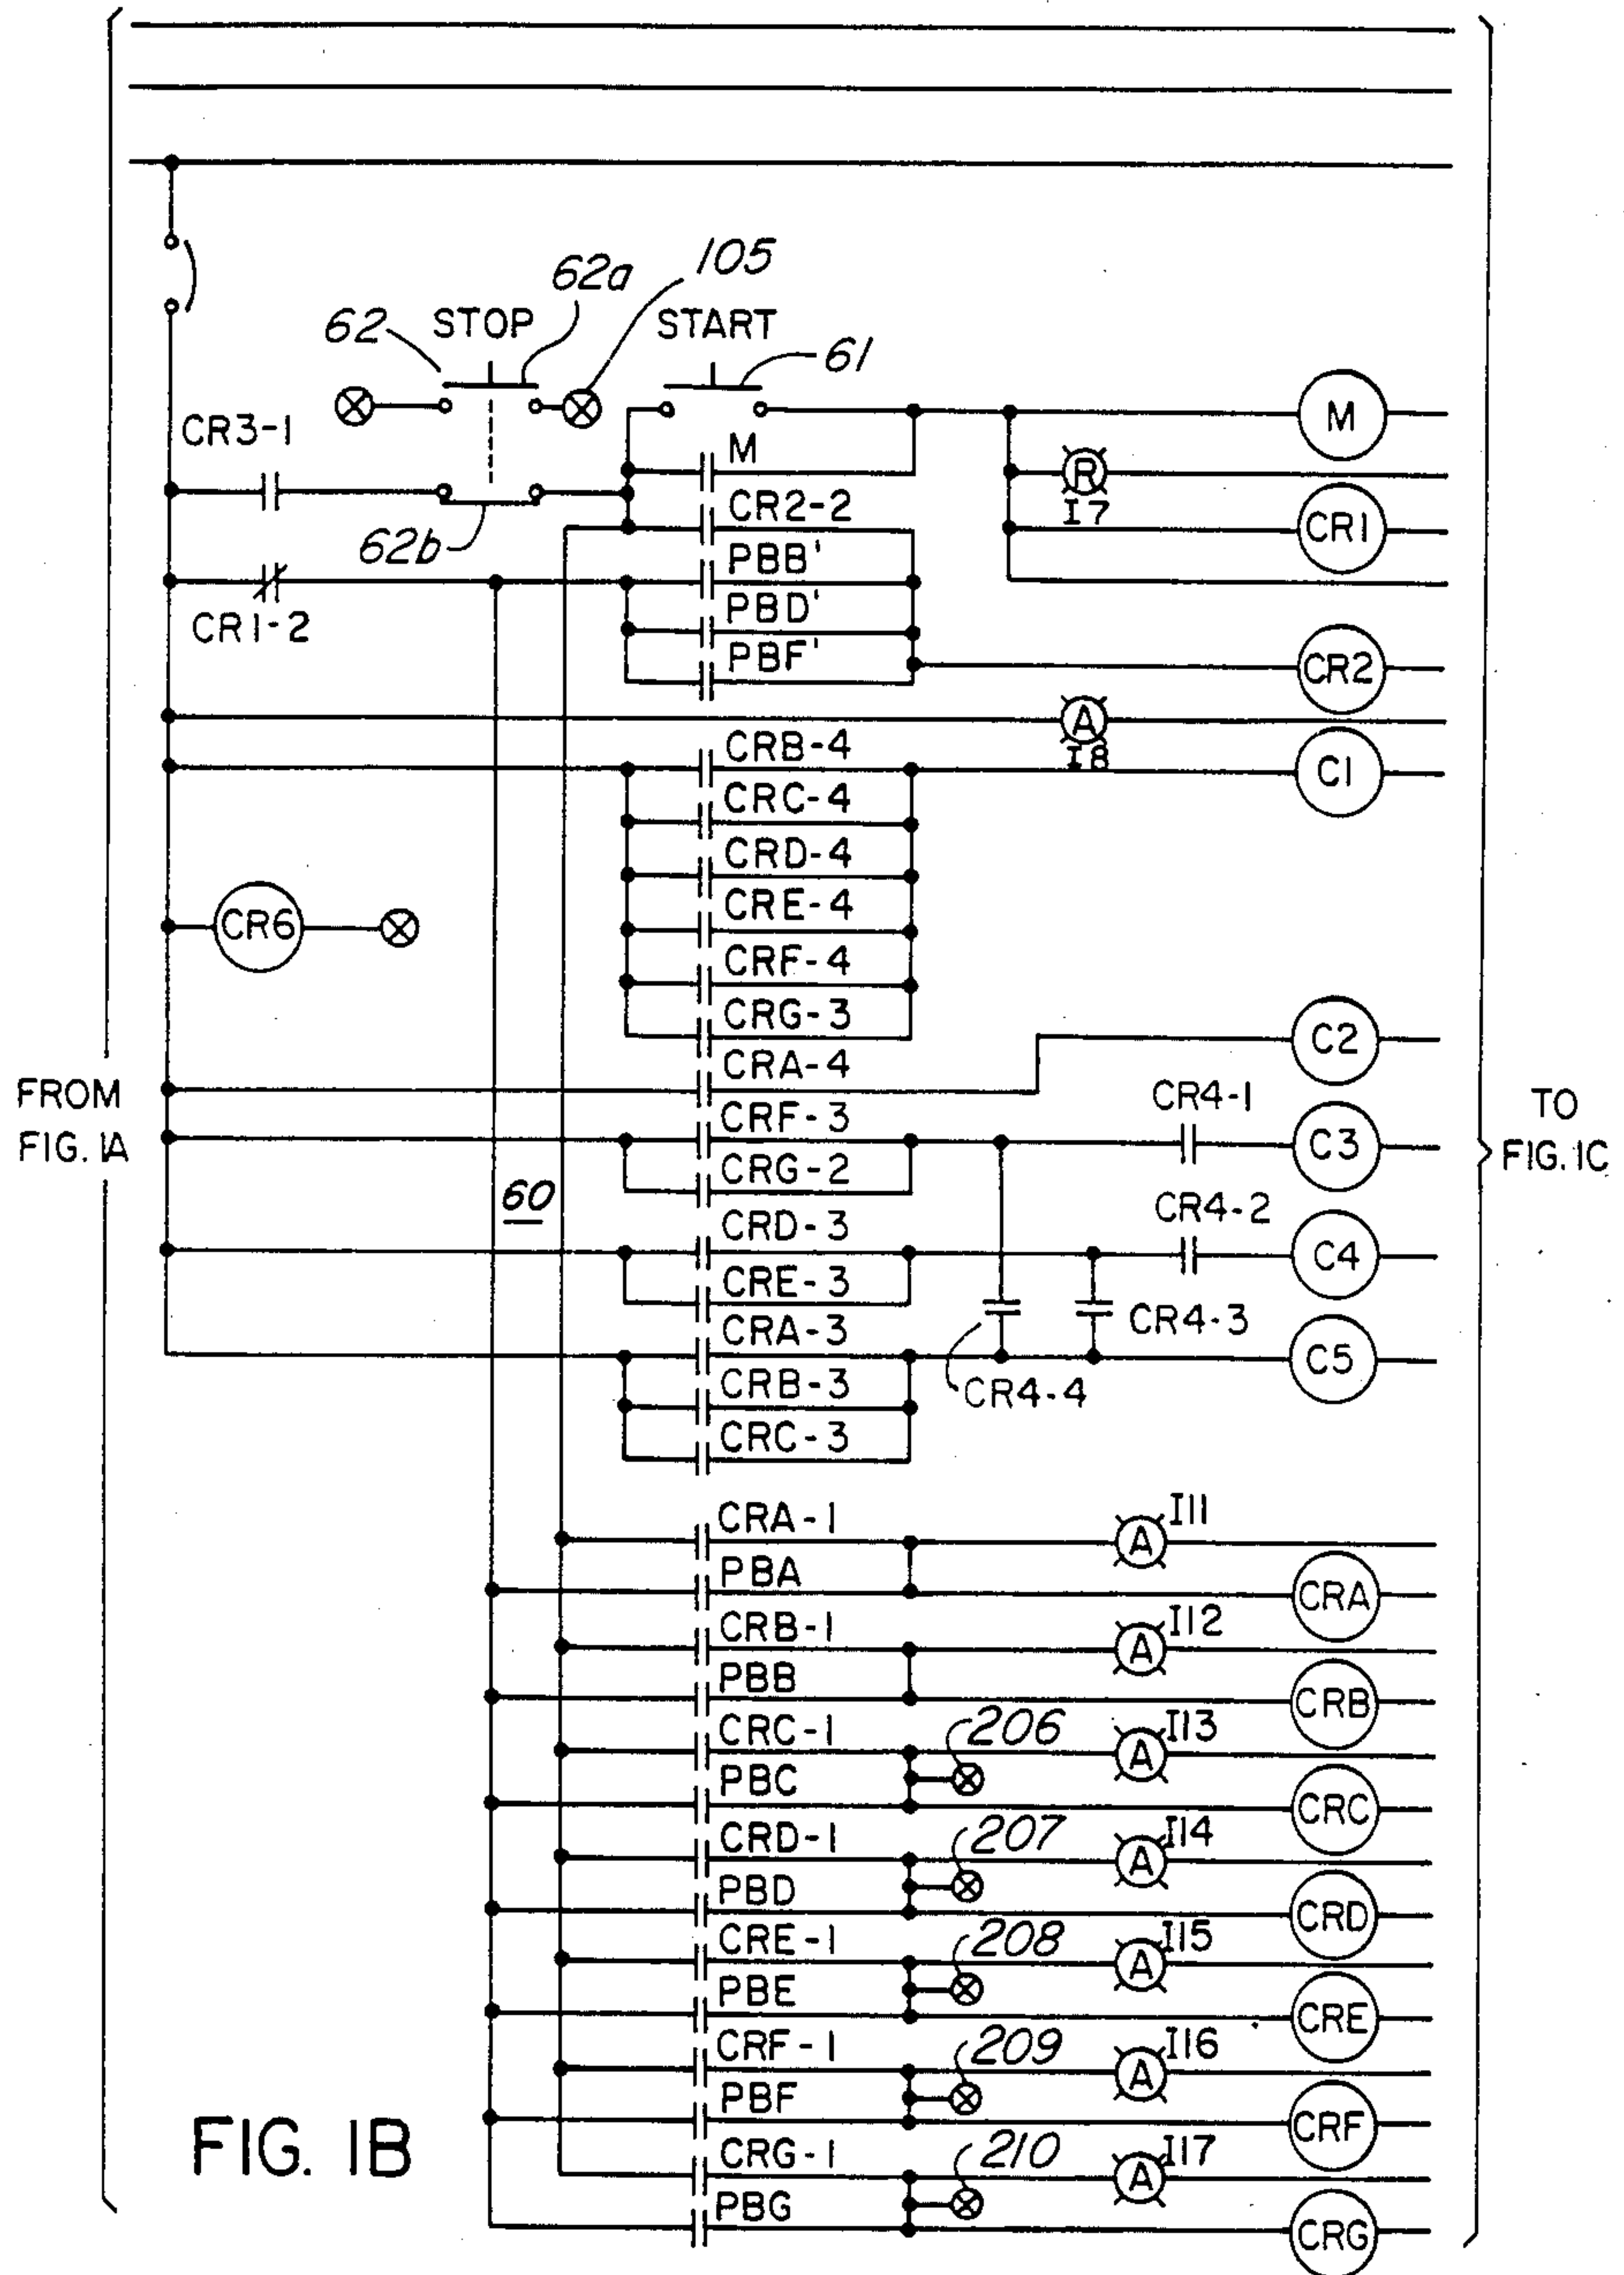 62a
105
62
STOP
START
61
M
CR3-1
M
R
I7
CR2-2
CR1
62b
PBB'
CR1-2
PBD'
PBF'
CR2
A
I8
CRB-4
C1
CRC-4
CRD-4
CRE-4
CR6
CRF-4
CRG-3
C2
CRA-4
FROM
FIG. 1A
CRF-3
CR4-1
C3
TO
FIG. 1C
CRG-2
60
CR4-2
CRD-3
C4
CRE-3
CR4-3
CRA-3
C5
CRB-3
CR4-4
CRC-3
CRA-1
A
I11
PBA
CRA
CRB-1
A
I12
PBB
CRB
CRC-1
206
A
I13
PBC
CRC
CRD-1
207
A
I14
PBD
CRD
CRE-1
208
A
I15
PBE
CRE
CRF-1
209
A
I16
PBF
CRF
CRG-1
210
A
I17
PBG
CRG
FIG. 1B